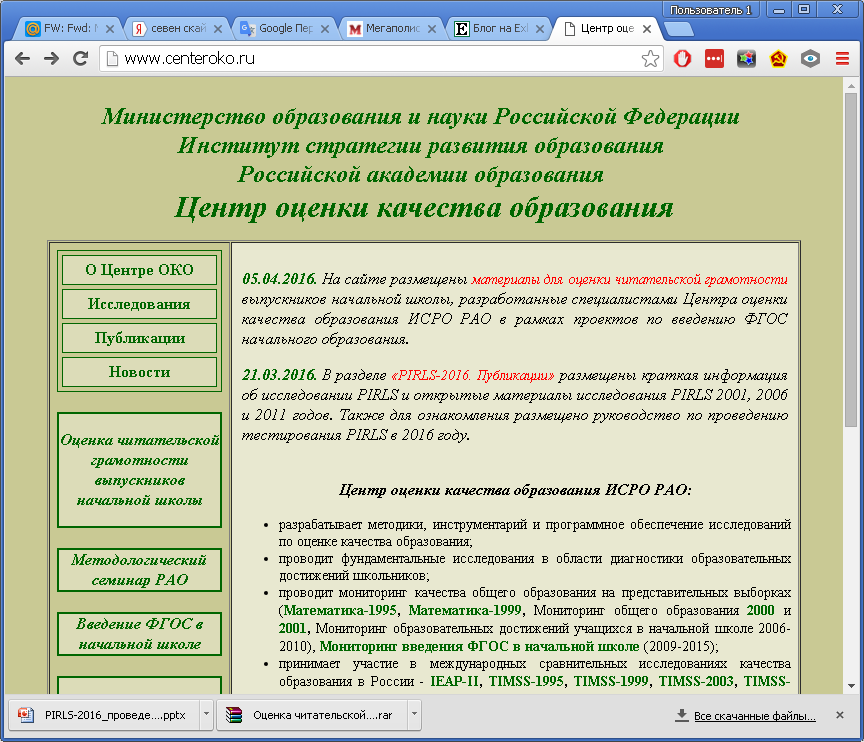 Пользователь 1
FW: Fwd: М
севен скай
Google Пер
Мегаполис
Блог на Ex
Центр оце
www.centeroko.ru
Министерство образования и науки Российской Федерации
Институт стратегии развития образования
Российской академии образования
Центр оценки качества образования
О Центре ОКО
Исследования
Публикации
Новости
Оценка читательской
грамотности
выпускников
начальной школы
Методологический
семинар РАО
Введение ФГОС в
начальной школе
05.04.2016. На сайте размещены материалы для оценки читательской грамотности
выпускников начальной школы, разработанные специалистами Центра оценки
качества образования ИСРО РАО в рамках проектов по введению ФГОС
начального образования.
21.03.2016. В разделе «PIRLS-2016. Публикации» размещены краткая информация
об исследовании PIRLS и открытые материалы исследования PIRLS 2001, 2006
и 2011 годов. Также для ознакомления размещено руководство по проведению
тестирования PIRLS в 2016 году.
Центр оценки качества образования ИСРО РАО:
• разрабатывает методики, инструментарий и программное обеспечение исследований
по оценке качества образования;
• проводит фундаментальные исследования в области диагностики образовательных
достижений школьников;
• проводит мониторинг качества общего образования на представительных выборках
(Математика-1995, Математика-1999, Мониторинг общего образования 2000 и
2001, Мониторинг образовательных достижений учащихся в начальной школе 2006-
2010), Мониторинг введения ФГОС в начальной школе (2009-2015);
• принимает участие в международных сравнительных исследованиях качества
образования в России - IEAP-II, TIMSS-1995, TIMSS-1999, TIMSS-2003, TIMSS-
PIRLS-2016_проведе....pptx
Оценка читательской....rar
Все скачанные файлы...